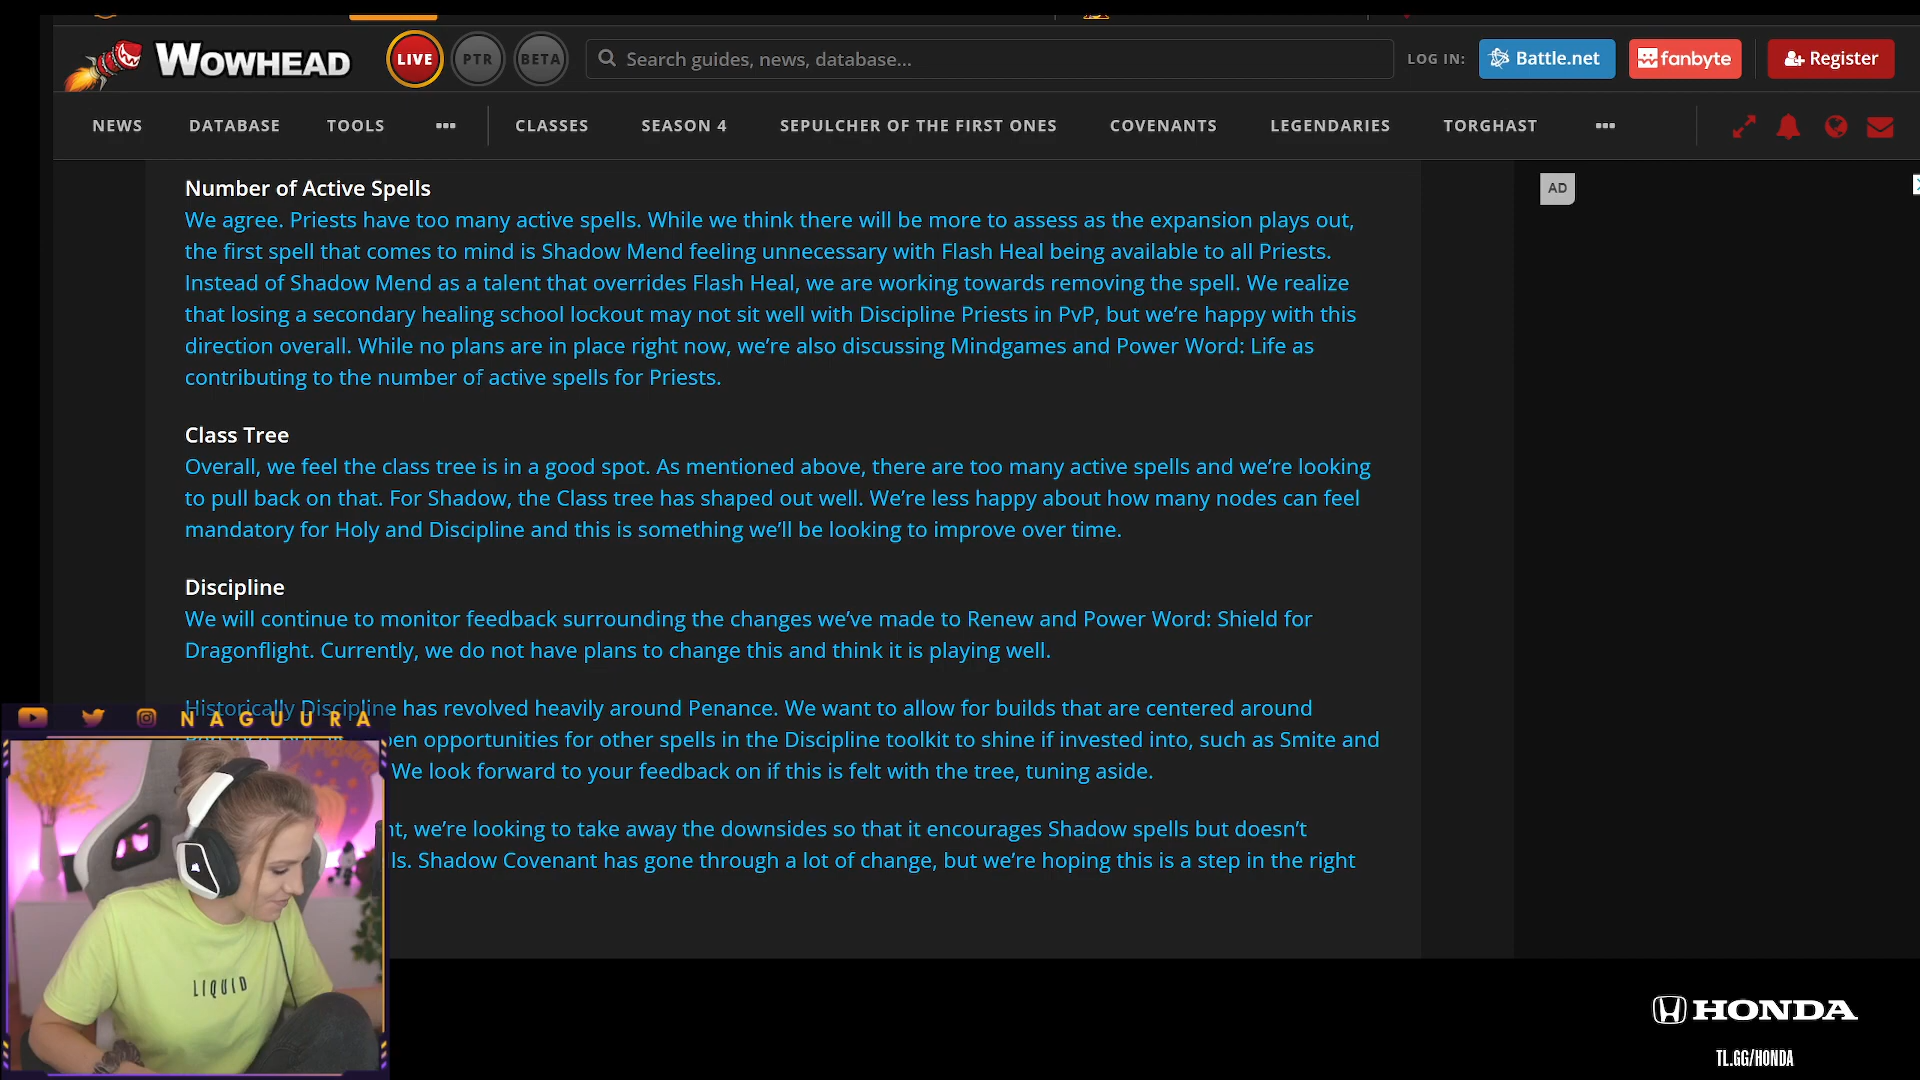 WOWHEAD
LIVE
PTR
BETA
Search guides, news, database...
LOG IN:
Battle.net
fanbyte
Register
NEWS
DATABASE
TOOLS
CLASSES
SEASON 4
SEPULCHER OF THE FIRST ONES
COVENANTS
LEGENDARIES
TORGHAST
AD
Number of Active Spells
We agree. Priests have too many active spells. While we think there will be more to assess as the expansion plays out,
the first spell that comes to mind is Shadow Mend feeling unnecessary with Flash Heal being available to all Priests.
Instead of Shadow Mend as a talent that overrides Flash Heal, we are working towards removing the spell. We realize
that losing a secondary healing school lockout may not sit well with Discipline Priests in PvP, but we're happy with this
direction overall. While no plans are in place right now, we're also discussing Mindgames and Power Word: Life as
contributing to the number of active spells for Priests.
Class Tree
Overall, we feel the class tree is in a good spot. As mentioned above, there are too many active spells and we're looking
to pull back on that. For Shadow, the Class tree has shaped out well. We're less happy about how many nodes can feel
mandatory for Holy and Discipline and this is something we'll be looking to improve over time.
Discipline
We will continue to monitor feedback surrounding the changes we've made to Renew and Power Word: Shield for
Dragonflight. Currently, we do not have plans to change this and think it is playing well.
Historically Discipline has revolved heavily around Penance. We want to allow for builds that are centered around
opportunities for other spells in the Discipline toolkit to shine if invested into, such as Smite and
We look forward to your feedback on if this is felt with the tree, tuning aside.
we're looking to take away the downsides so that it encourages Shadow spells but doesn't
Shadow Covenant has gone through a lot of change, but we're hoping this is a step in the right
NAGUURA
LIQUID
HONDA
TL.GG/HONDA